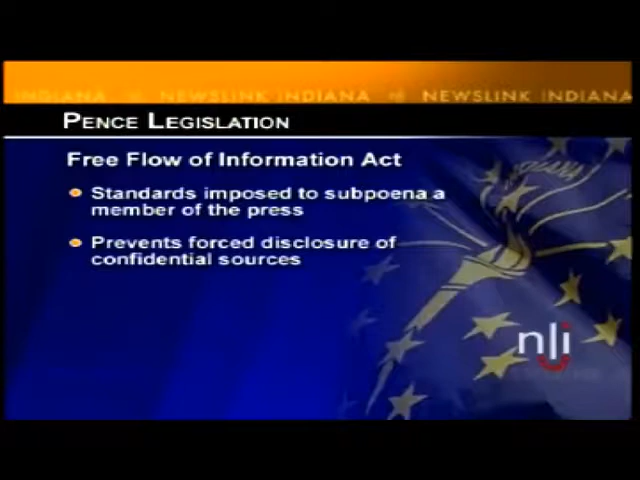 INDIANA NEWSLINK INDIANA NEWSLINK INDIANA
PENCE LEGISLATION
Free Flow of Information Act
Standards imposed to subpoena a
member of the press
Prevents forced disclosure of
confidential sources
INDIANA
nli